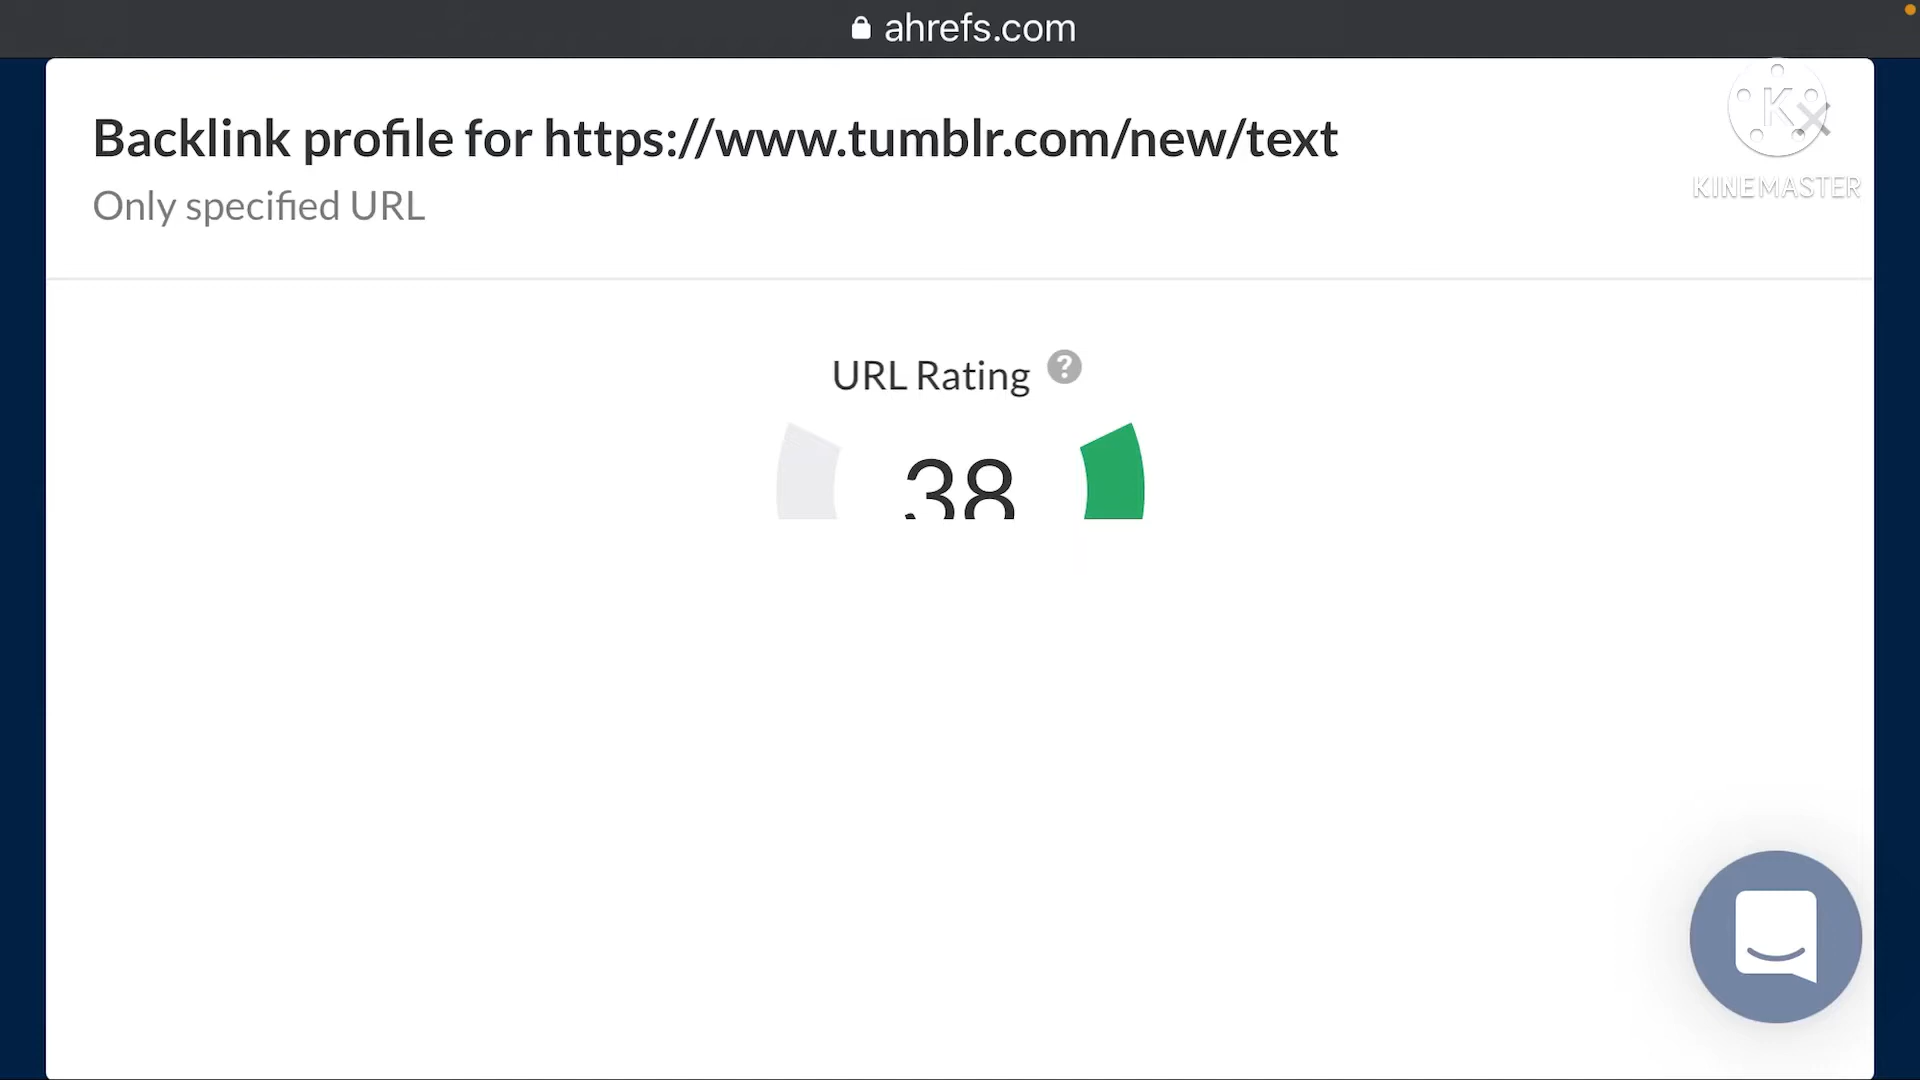 ahrefs.com
Backlink profile for https://www.tumblr.com/new/text
Only specified URL
K
KINEMASTER
URL Rating ?
38